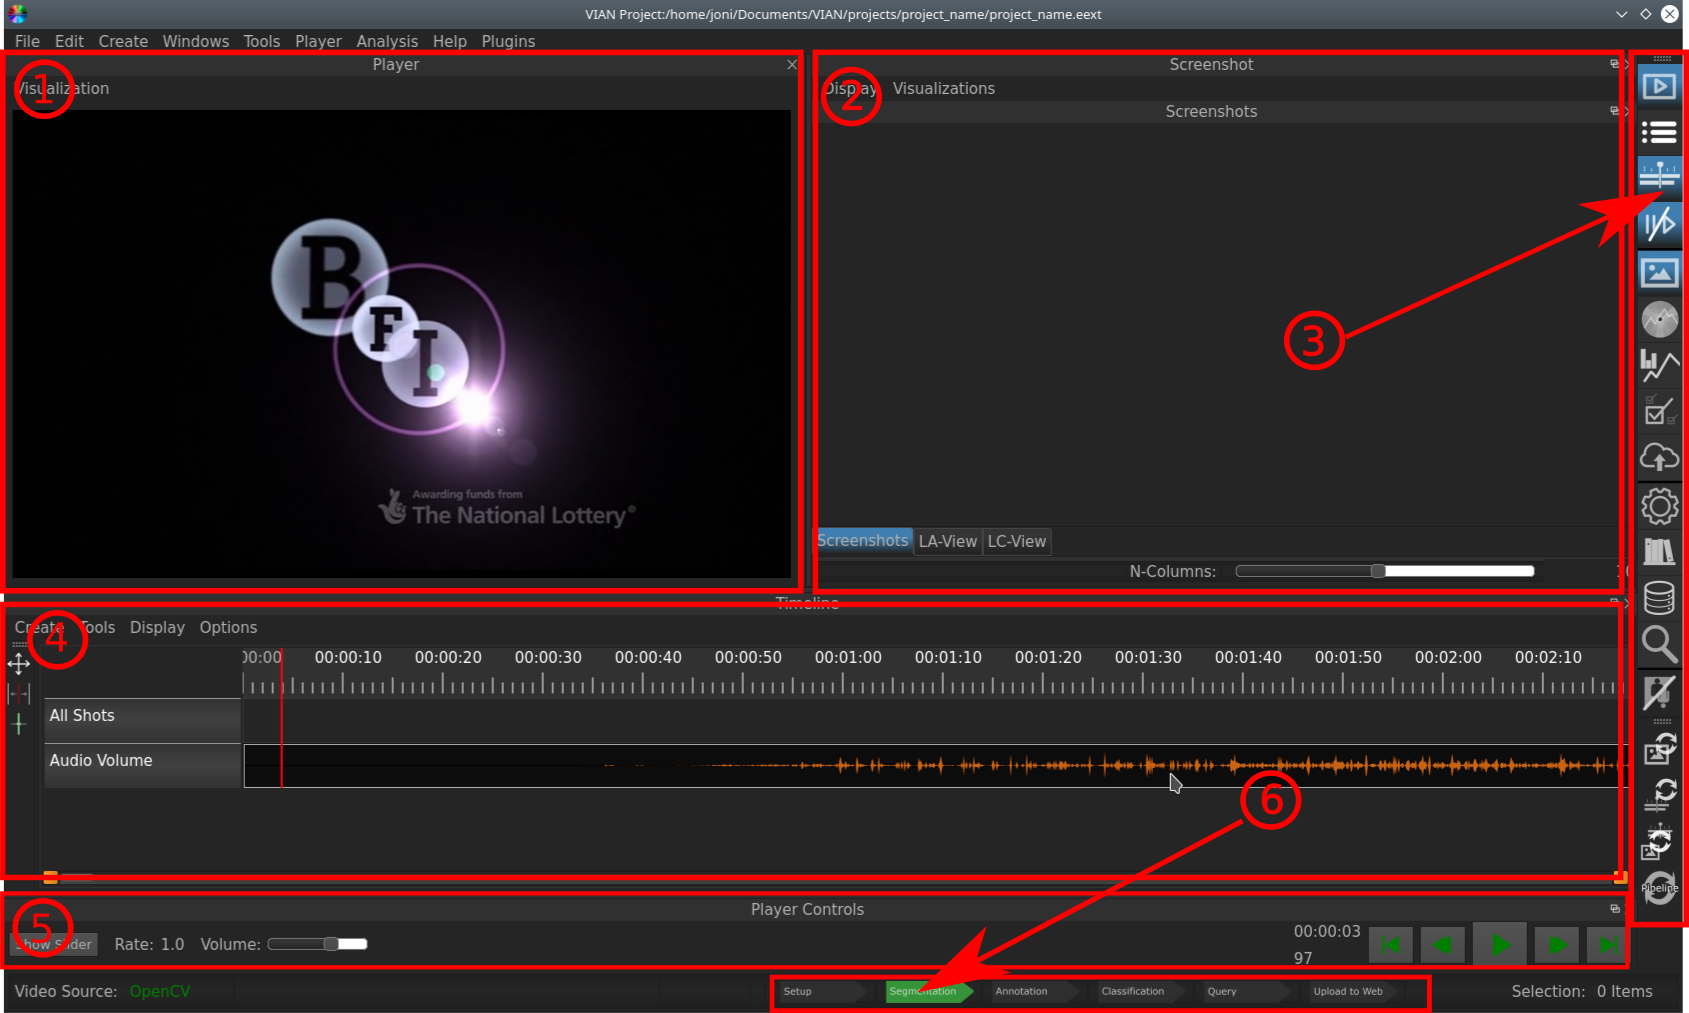 VIAN Project:/home/joni/Documents/VIAN/projects/project_name/project_name.eext
File Edit Create Windows Tools Player Analysis Help Plugins
Player
Screenshot
1
Visualization
2
Display Visualizations
Screenshots
B
F
I
3
Awarding funds from
The National Lottery®
Screenshots LA-View LC-View
N-Columns:
Timeline
4
Create Tools Display Options
00:00 00:00:10 00:00:20 00:00:30 00:00:40 00:00:50 00:01:00 00:01:10 00:01:20 00:01:30 00:01:40 00:01:50 00:02:00 00:02:10
All Shots
Audio Volume
6
Pipeline
Player Controls
5
Show Slider Rate: 1.0 Volume:
00:00:03
97
Video Source: OpenCV
Setup Segmentation Annotation Classification Query Upload to Web
Selection: 0 Items